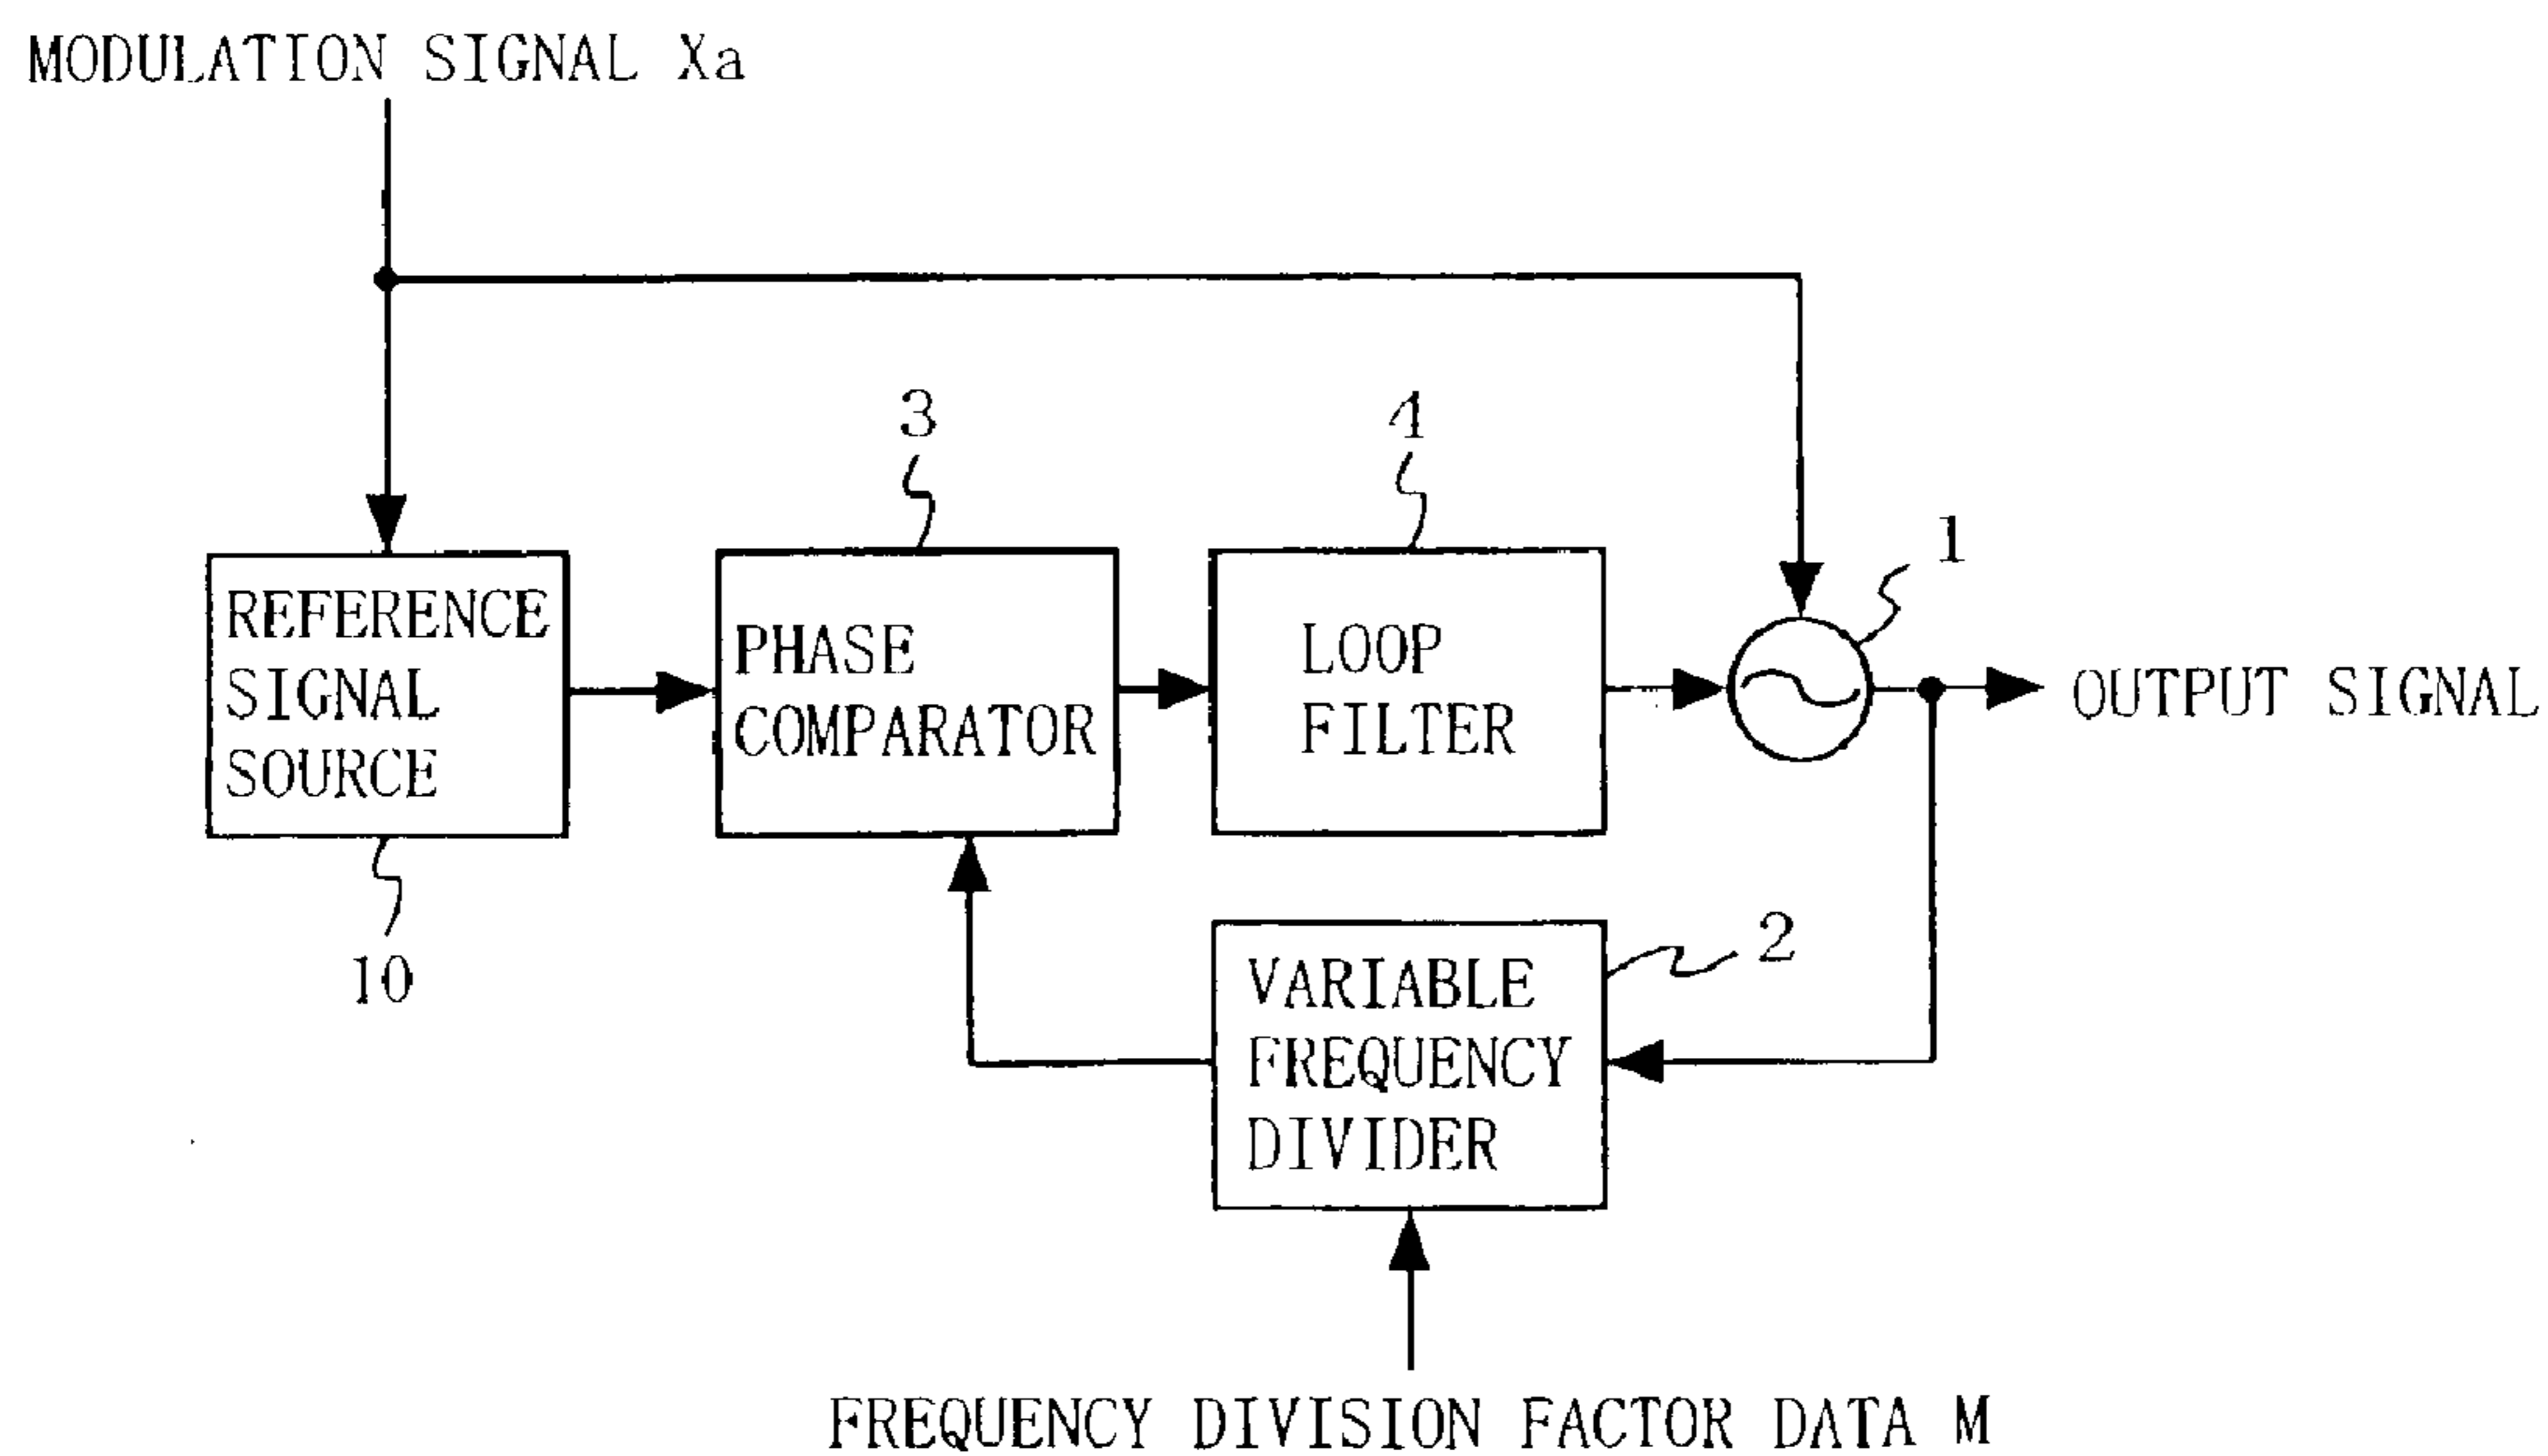 MODULATION SIGNAL Xa
3
4
1
REFERENCE
SIGNAL
SOURCE
PHASE
COMPARATOR
LOOP
FILTER
OUTPUT SIGNAL
10
2
VARIABLE
FREQUENCY
DIVIDER
FREQUENCY DIVISION FACTOR DATA M